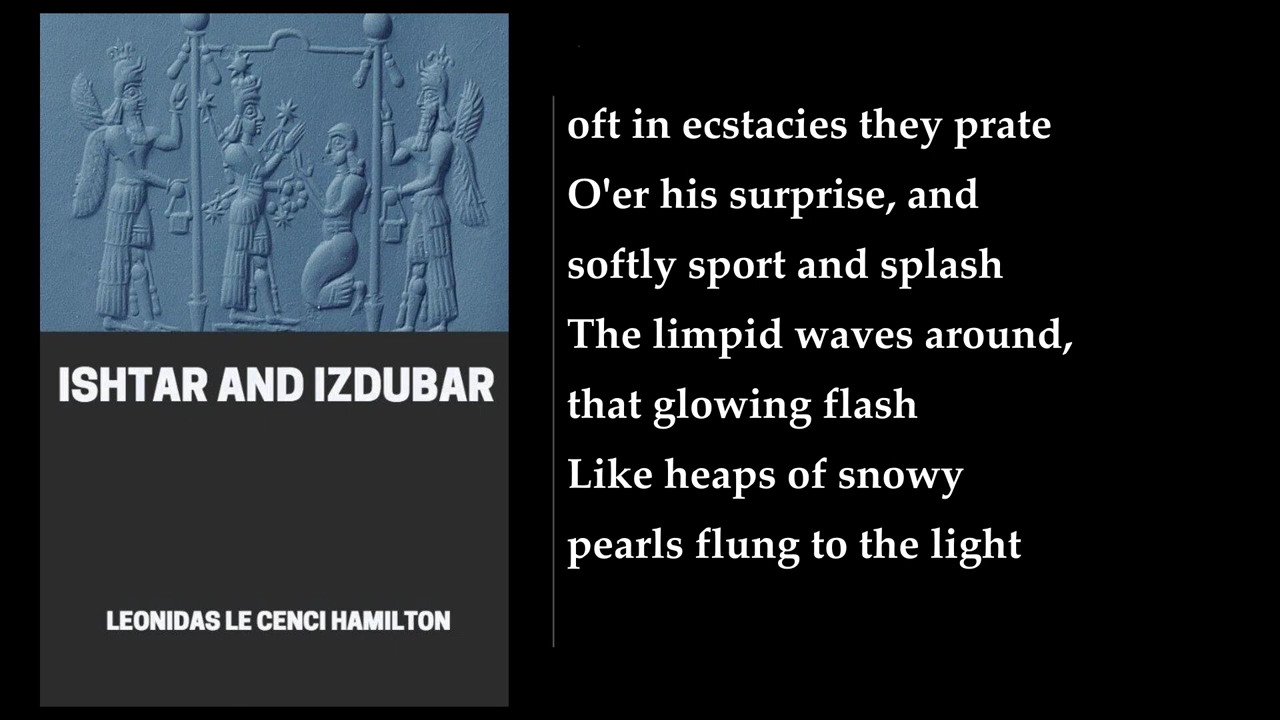 ISHTAR AND IZDUBAR
LEONIDAS LE CENCI HAMILTON
oft in ecstacies they prate
O'er his surprise, and
softly sport and splash
The limpid waves around,
that glowing flash
Like heaps of snowy
pearls flung to the light